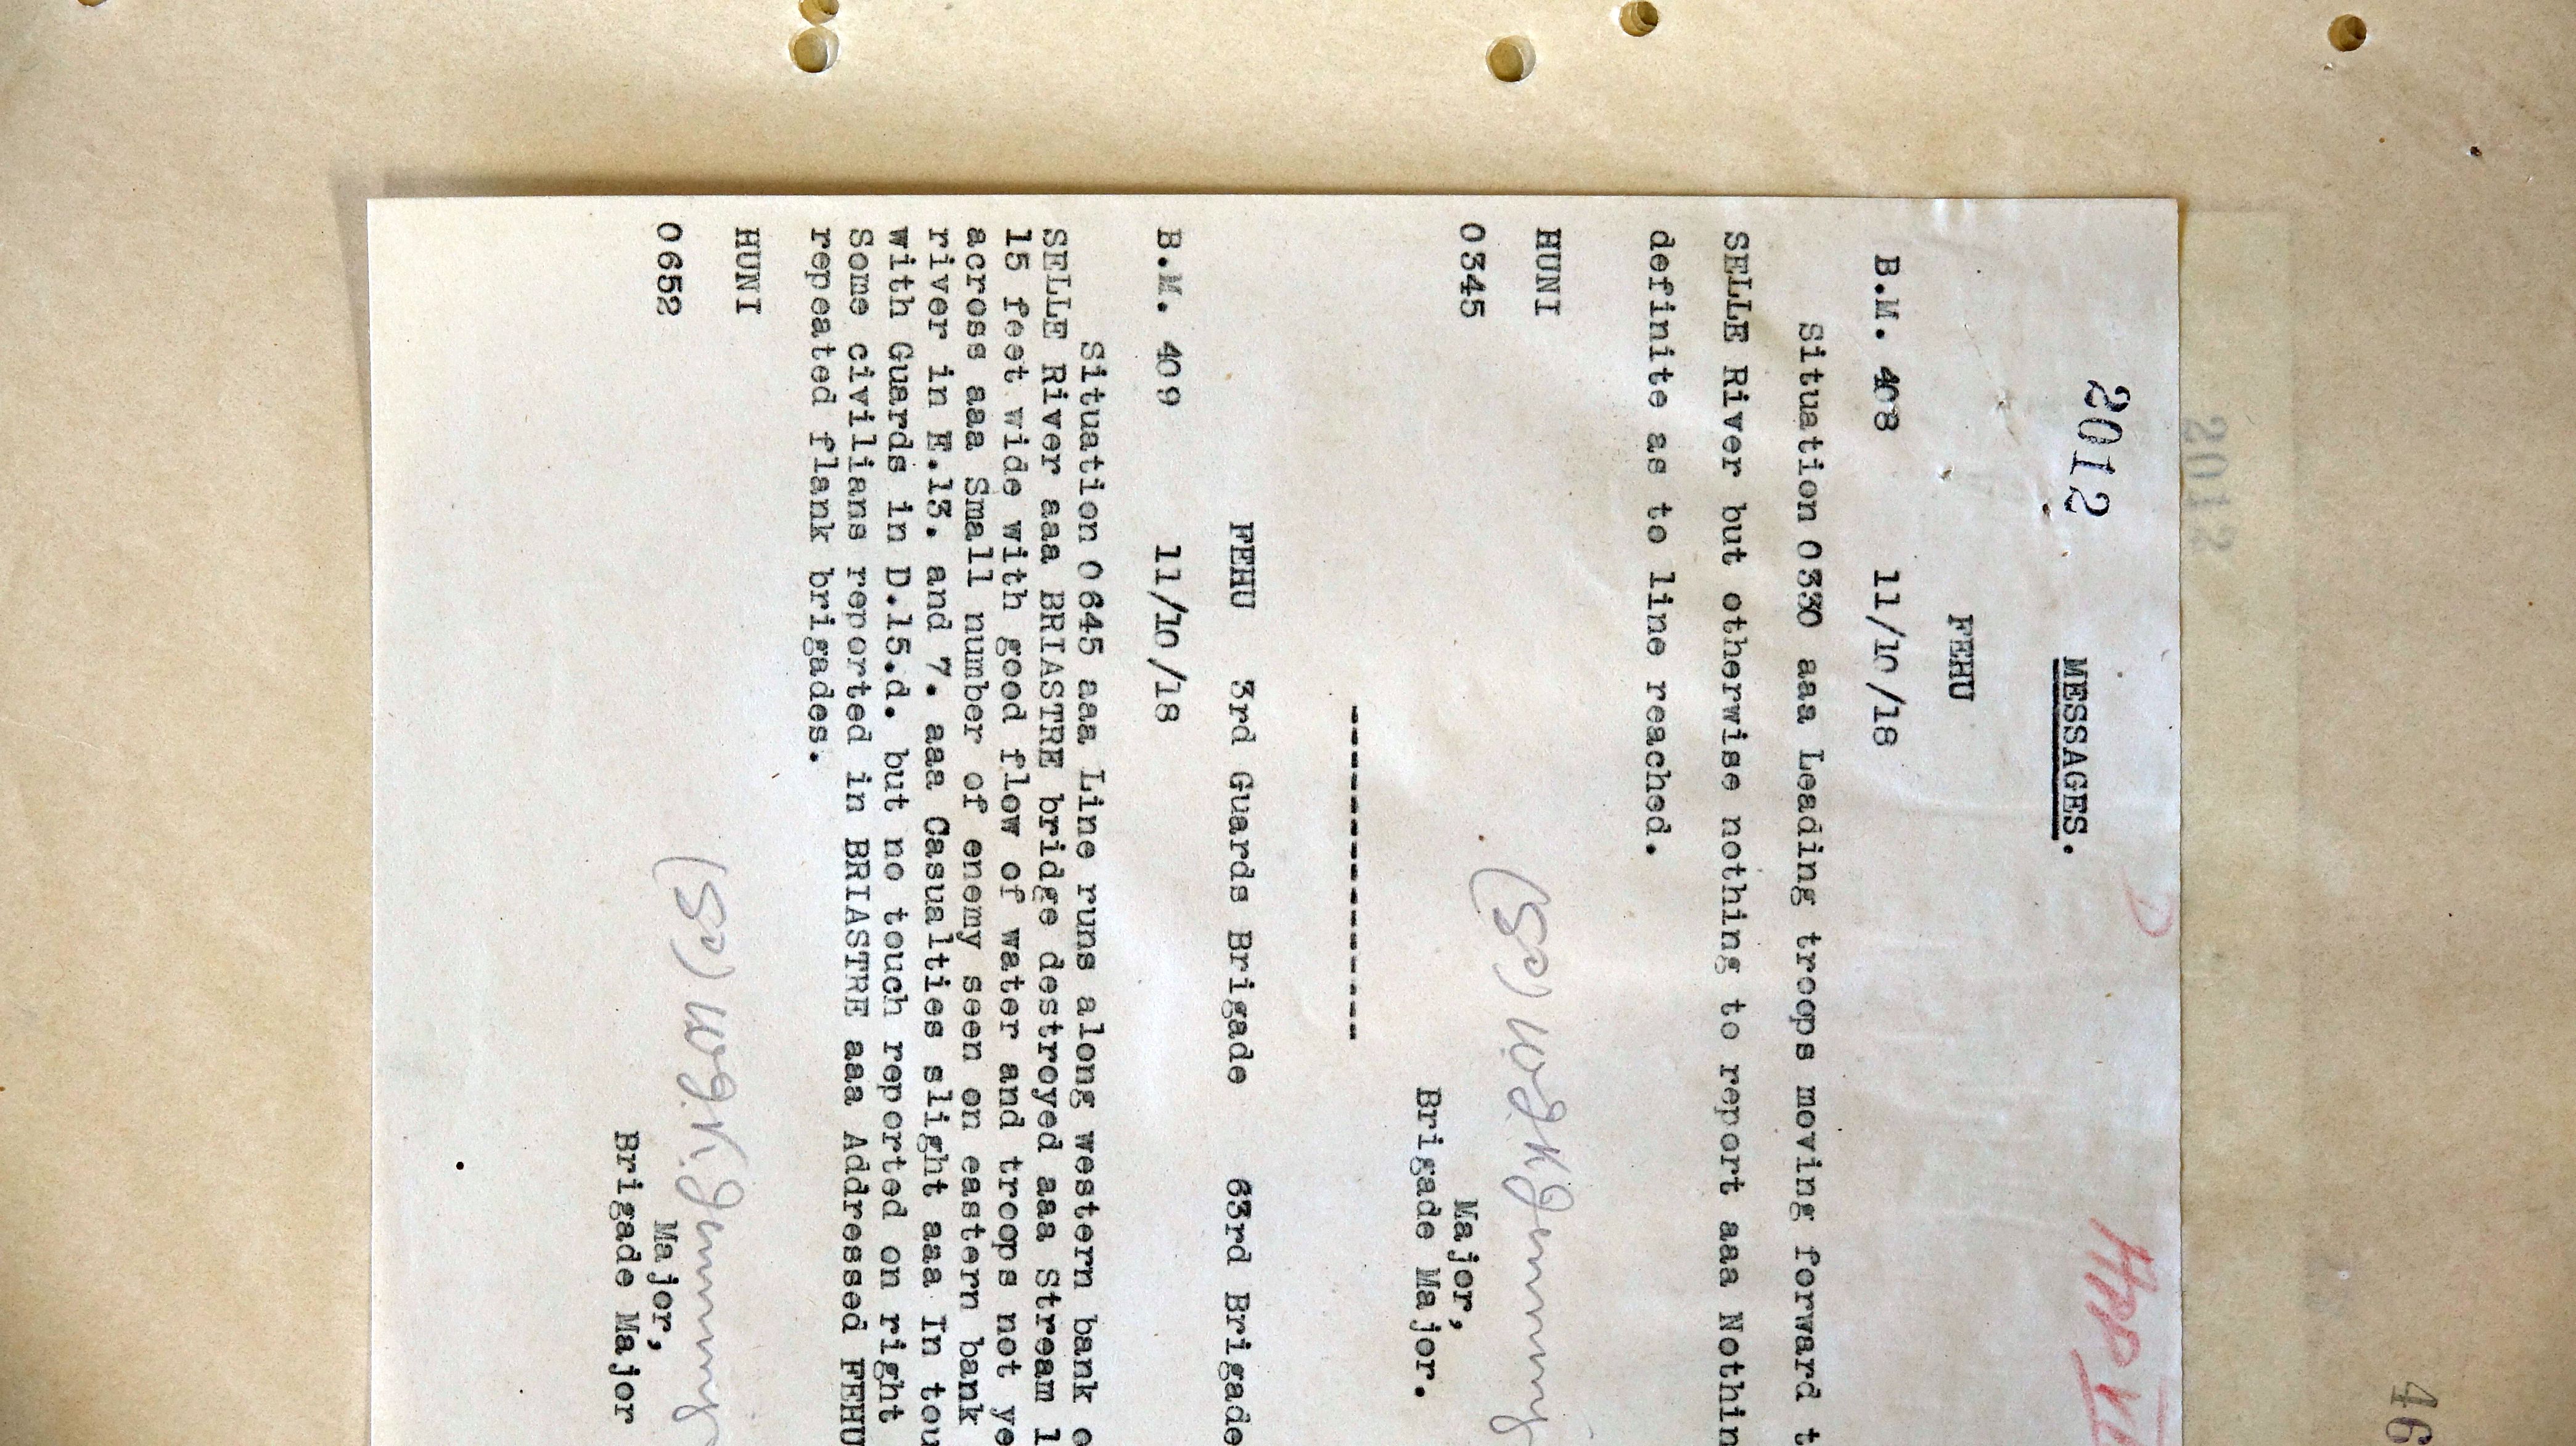 2012 MESSAGES.
APP VII
FEHU
B.M. 408 11/10/18
Situation 0330 aaa Leading troops moving forward t
SELLE River but otherwise nothing to report aaa Nothin
definite as to line reached.
HUNI
0345
(Sd)
Major,
Brigade Major.
--------------
FEHU 3rd Guards Brigade 63rd Brigade
B.M. 409 11/10/18
Situation 0645 aaa Line runs along western bank o
SELLE River aaa BRIASTRE bridge destroyed aaa Stream 1
15 feet wide with good flow of water and troops not ye
across aaa Small number of enemy seen on eastern bank
river in E.13. and 7. aaa Casualties slight aaa In tou
with Guards in D.15.d. but no touch reported on right
Some civilians reported in BRIASTRE aaa Addressed FEHU
repeated flank brigades.
HUNI
0652
(Sd)
Major,
Brigade Major
2012
46